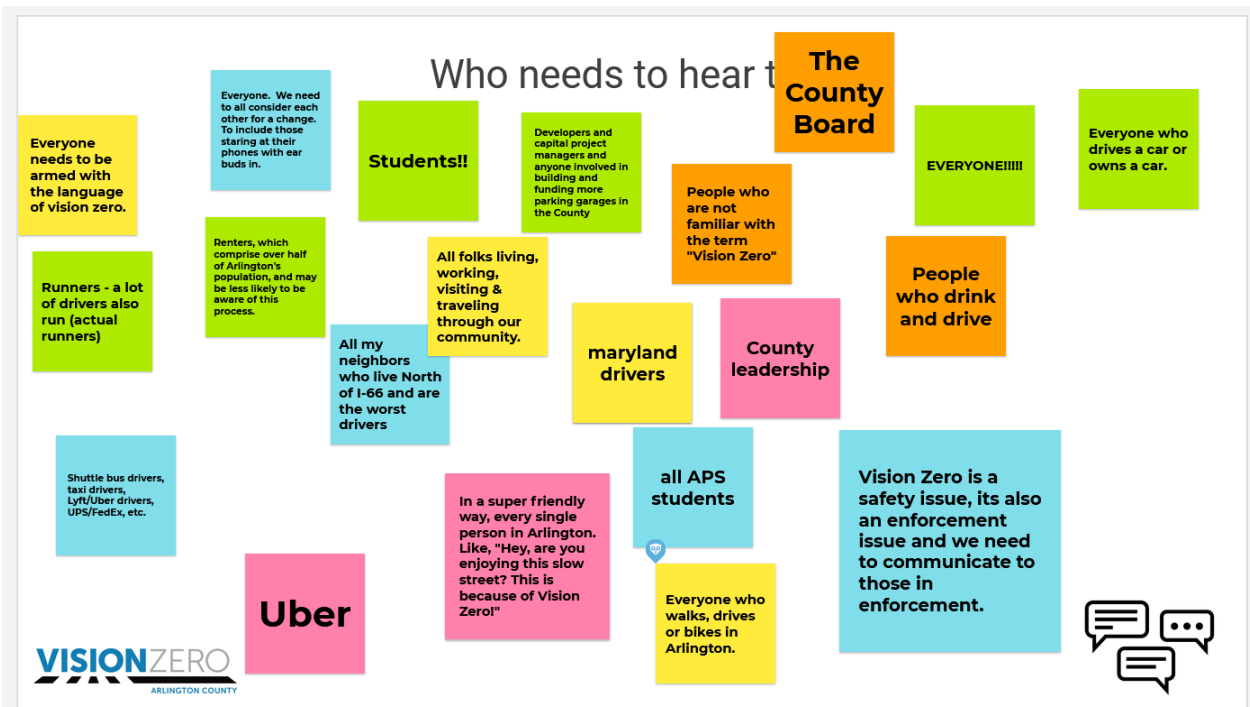 Who needs to hear t
The
County
Board
Everyone. We need
to all consider each
other for a change.
To include those
staring at their
phones with ear
buds in.
Everyone
needs to be
armed with
the language
of vision zero.
Students!!
Developers and
capital project
managers and
anyone involved in
building and
funding more
parking garages in
the County
People who
are not
familiar with
the term
"Vision Zero"
EVERYONE!!!!!
Everyone who
drives a car or
owns a car.
Runners - a lot
of drivers also
run (actual
runners)
Renters, which
comprise over half
of Arlington's
population, and may
be less likely to be
aware of this
process.
All folks living,
working,
visiting &
traveling
through our
community.
People
who drink
and drive
All my
neighbors
who live North
of I-66 and are
the worst
drivers
maryland
drivers
County
leadership
Shuttle bus drivers,
taxi drivers,
Lyft/Uber drivers,
UPS/FedEx, etc.
In a super friendly
way, every single
person in Arlington.
Like, "Hey, are you
enjoying this slow
street? This is
because of Vision
Zero!"
all APS
students
Vision Zero is a
safety issue, its also
an enforcement
issue and we need
to communicate to
those in
enforcement.
Uber
Everyone who
walks, drives
or bikes in
Arlington.
VISIONZERO
ARLINGTON COUNTY